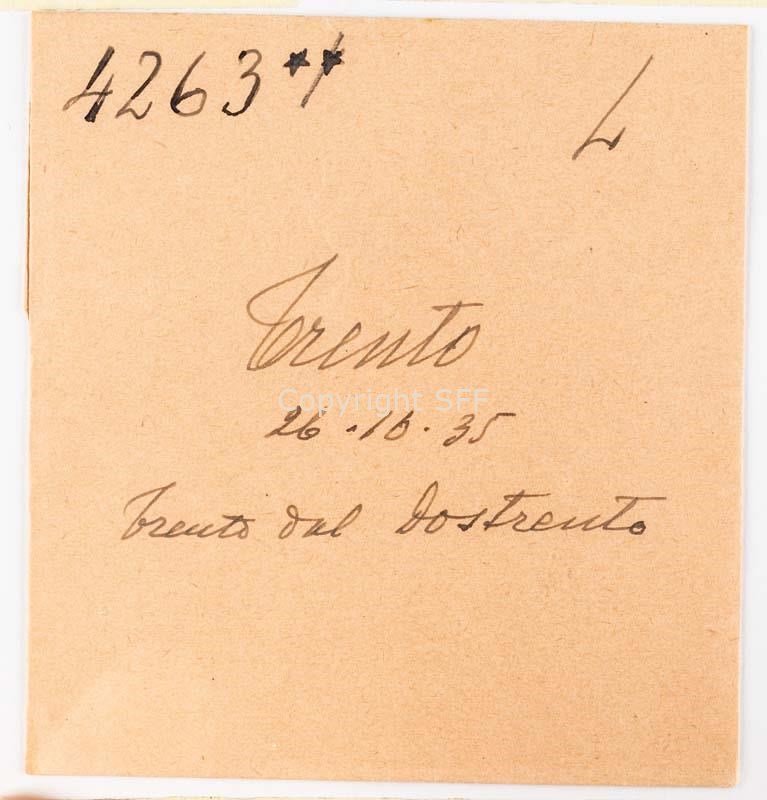 4263**/ L
Trento
Copyright SFF
26.10.35
Trento dal Dostrento